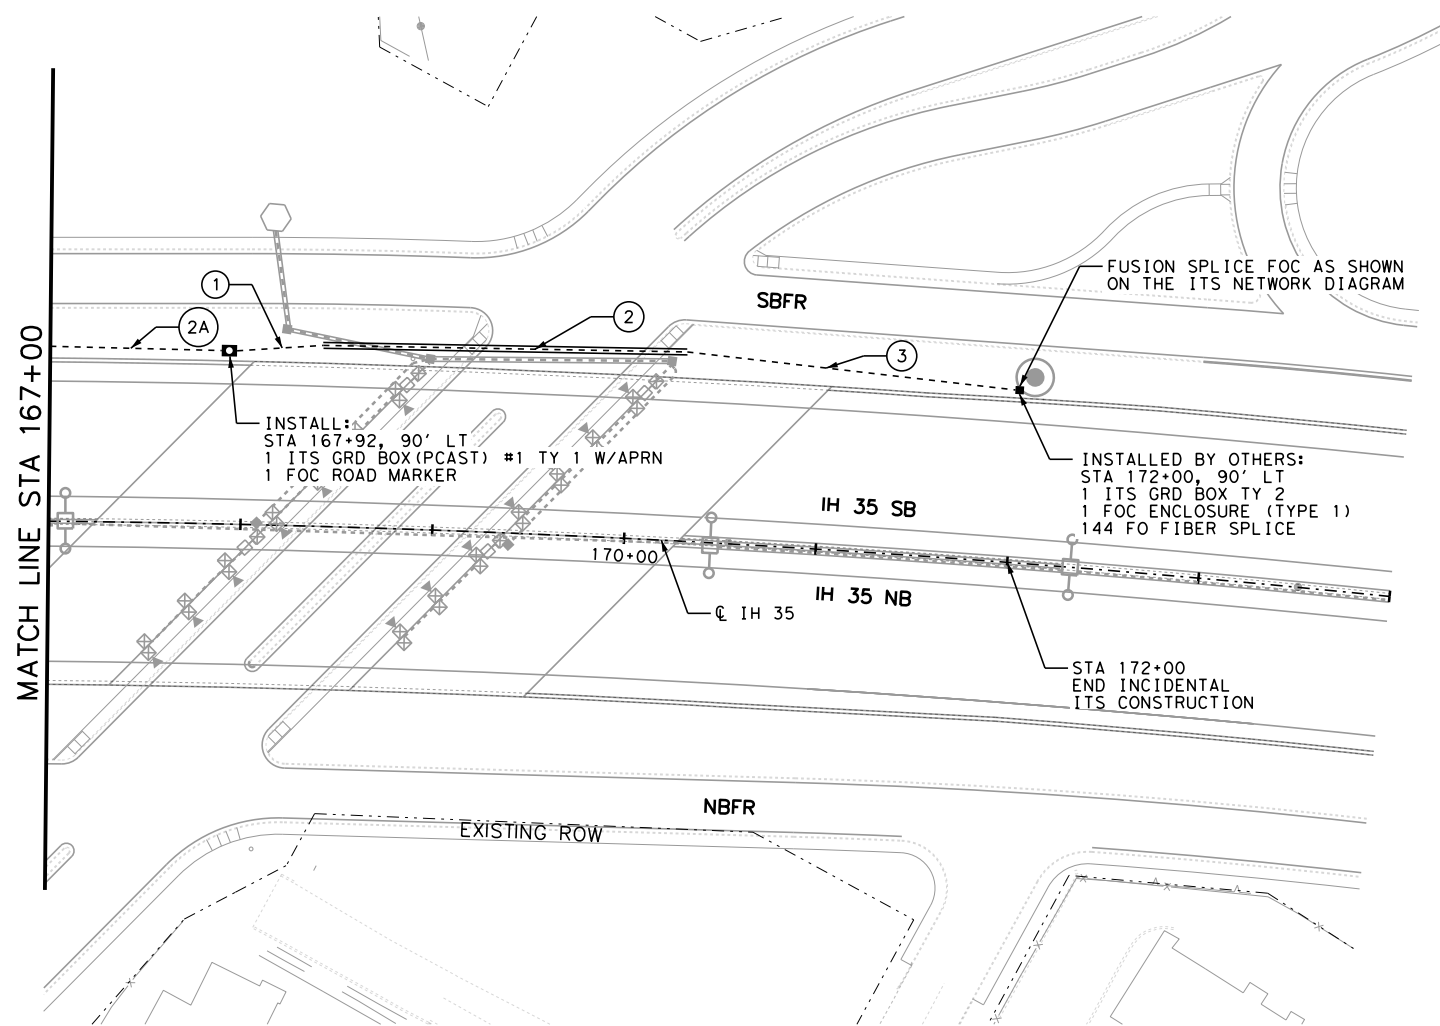 FUSION SPLICE FOC AS SHOWN
ON THE ITS NETWORK DIAGRAM
1
SBFR
2
2A
3
MATCH LINE STA 167+00
INSTALL:
STA 167+92, 90' LT
1 ITS GRD BOX(PCAST) #1 TY 1 W/APRN
1 FOC ROAD MARKER
INSTALLED BY OTHERS:
STA 172+00, 90' LT
1 ITS GRD BOX TY 2
1 FOC ENCLOSURE (TYPE 1)
144 FO FIBER SPLICE
IH 35 SB
170+00
IH 35 NB
℄ IH 35
STA 172+00
END INCIDENTAL
ITS CONSTRUCTION
NBFR
EXISTING ROW